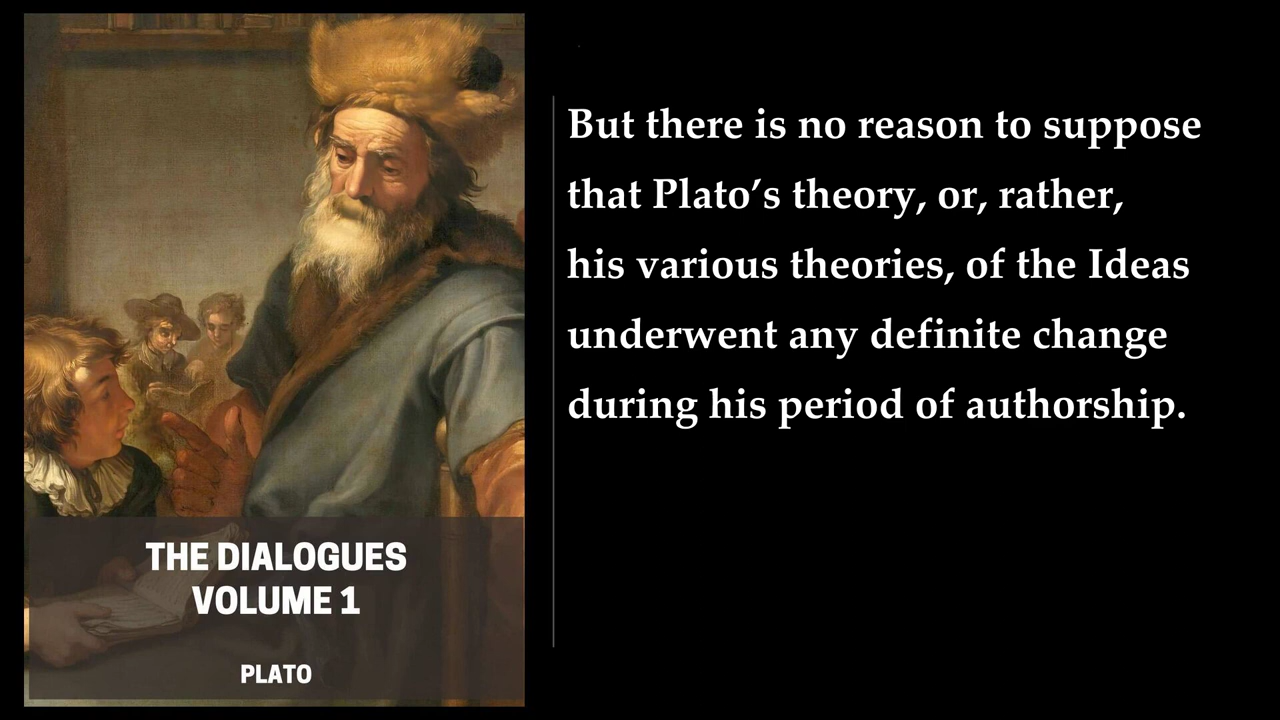 But there is no reason to suppose
that Plato’s theory, or, rather,
his various theories, of the Ideas
underwent any definite change
during his period of authorship.
THE DIALOGUES
VOLUME 1
PLATO